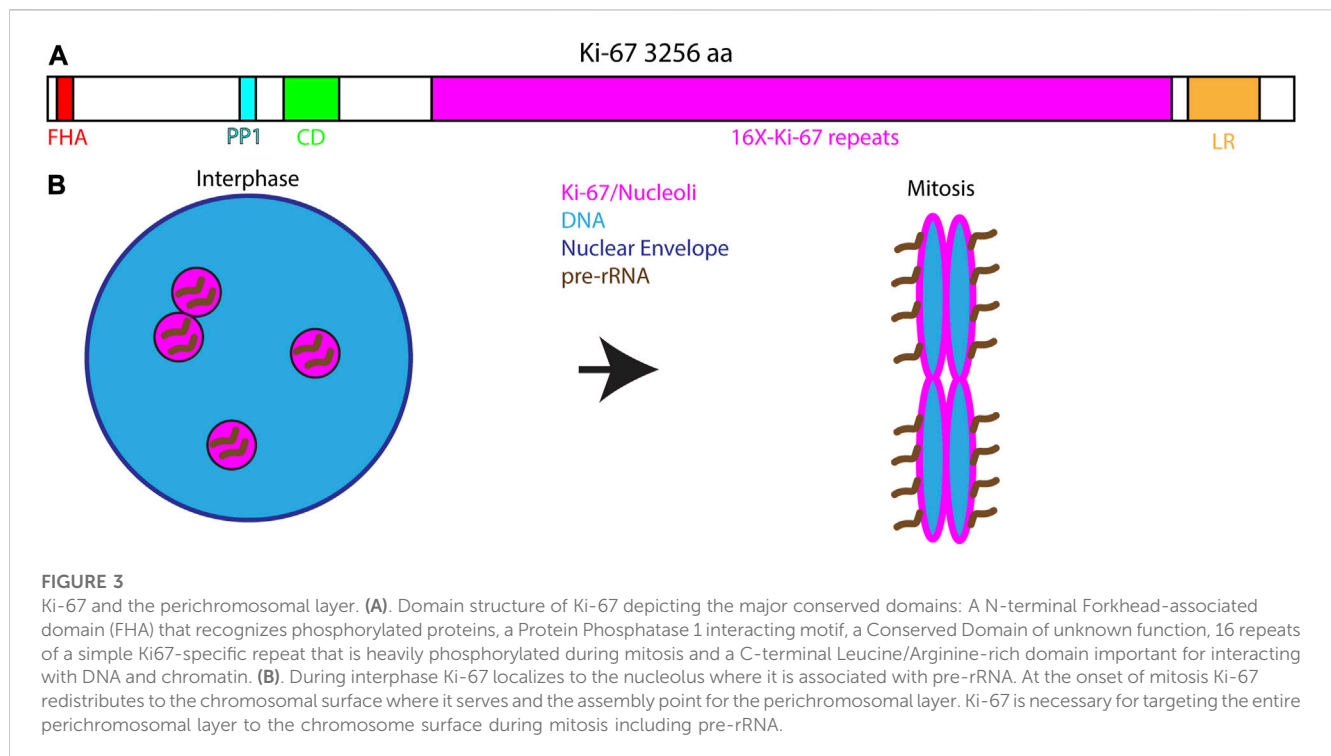 A
Ki-67 3256 aa
FHA
PP1
CD
16X-Ki-67 repeats
LR
B
Interphase
Ki-67/Nucleoli
DNA
Nuclear Envelope
pre-rRNA
Mitosis
FIGURE 3
Ki-67 and the perichromosomal layer. (A). Domain structure of Ki-67 depicting the major conserved domains: A N-terminal Forkhead-associated
domain (FHA) that recognizes phosphorylated proteins, a Protein Phosphatase 1 interacting motif, a Conserved Domain of unknown function, 16 repeats
of a simple Ki67-specific repeat that is heavily phosphorylated during mitosis and a C-terminal Leucine/Arginine-rich domain important for interacting
with DNA and chromatin. (B). During interphase Ki-67 localizes to the nucleolus where it is associated with pre-rRNA. At the onset of mitosis Ki-67
redistributes to the chromosomal surface where it serves and the assembly point for the perichromosomal layer. Ki-67 is necessary for targeting the entire
perichromosomal layer to the chromosome surface during mitosis including pre-rRNA.